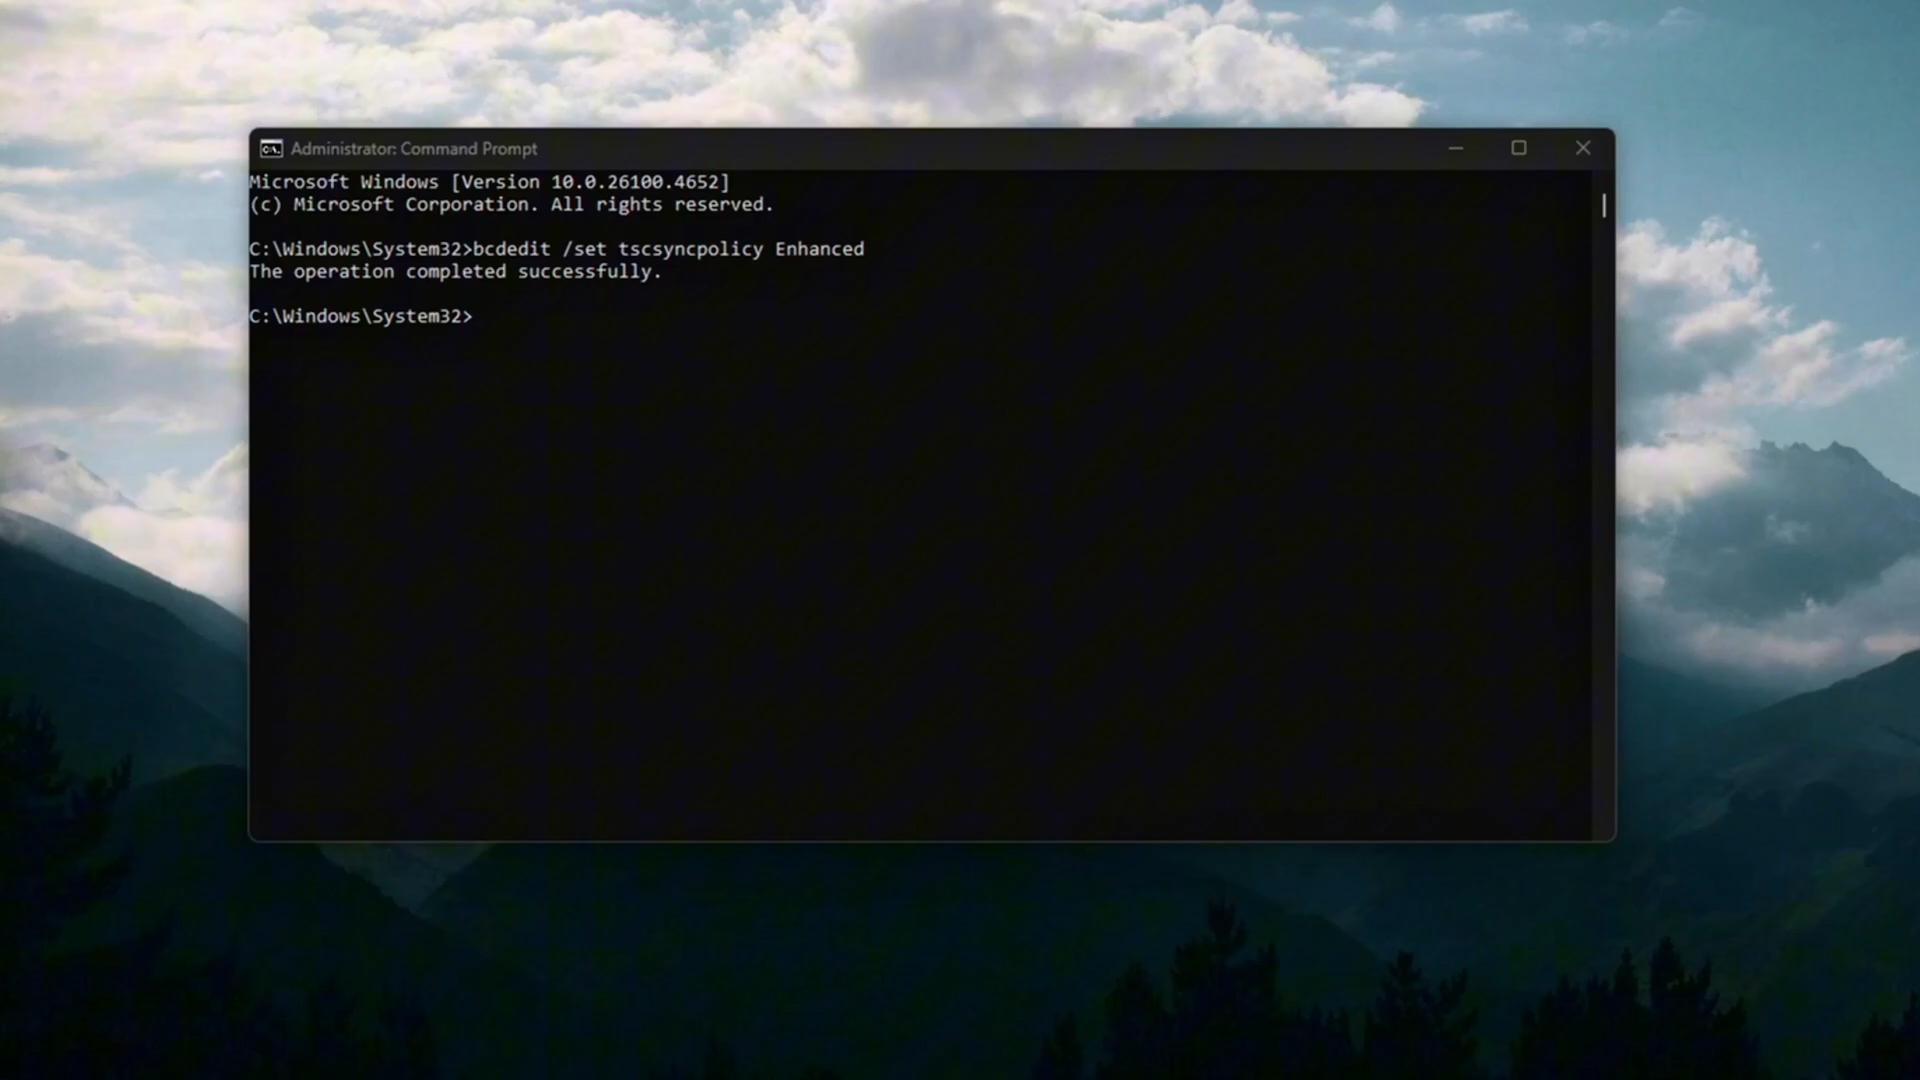 Administrator: Command Prompt
Microsoft Windows [Version 10.0.26100.4652]
(c) Microsoft Corporation. All rights reserved.
C:\Windows\System32>bcdedit /set tscsyncpolicy Enhanced
The operation completed successfully.
C:\Windows\System32>